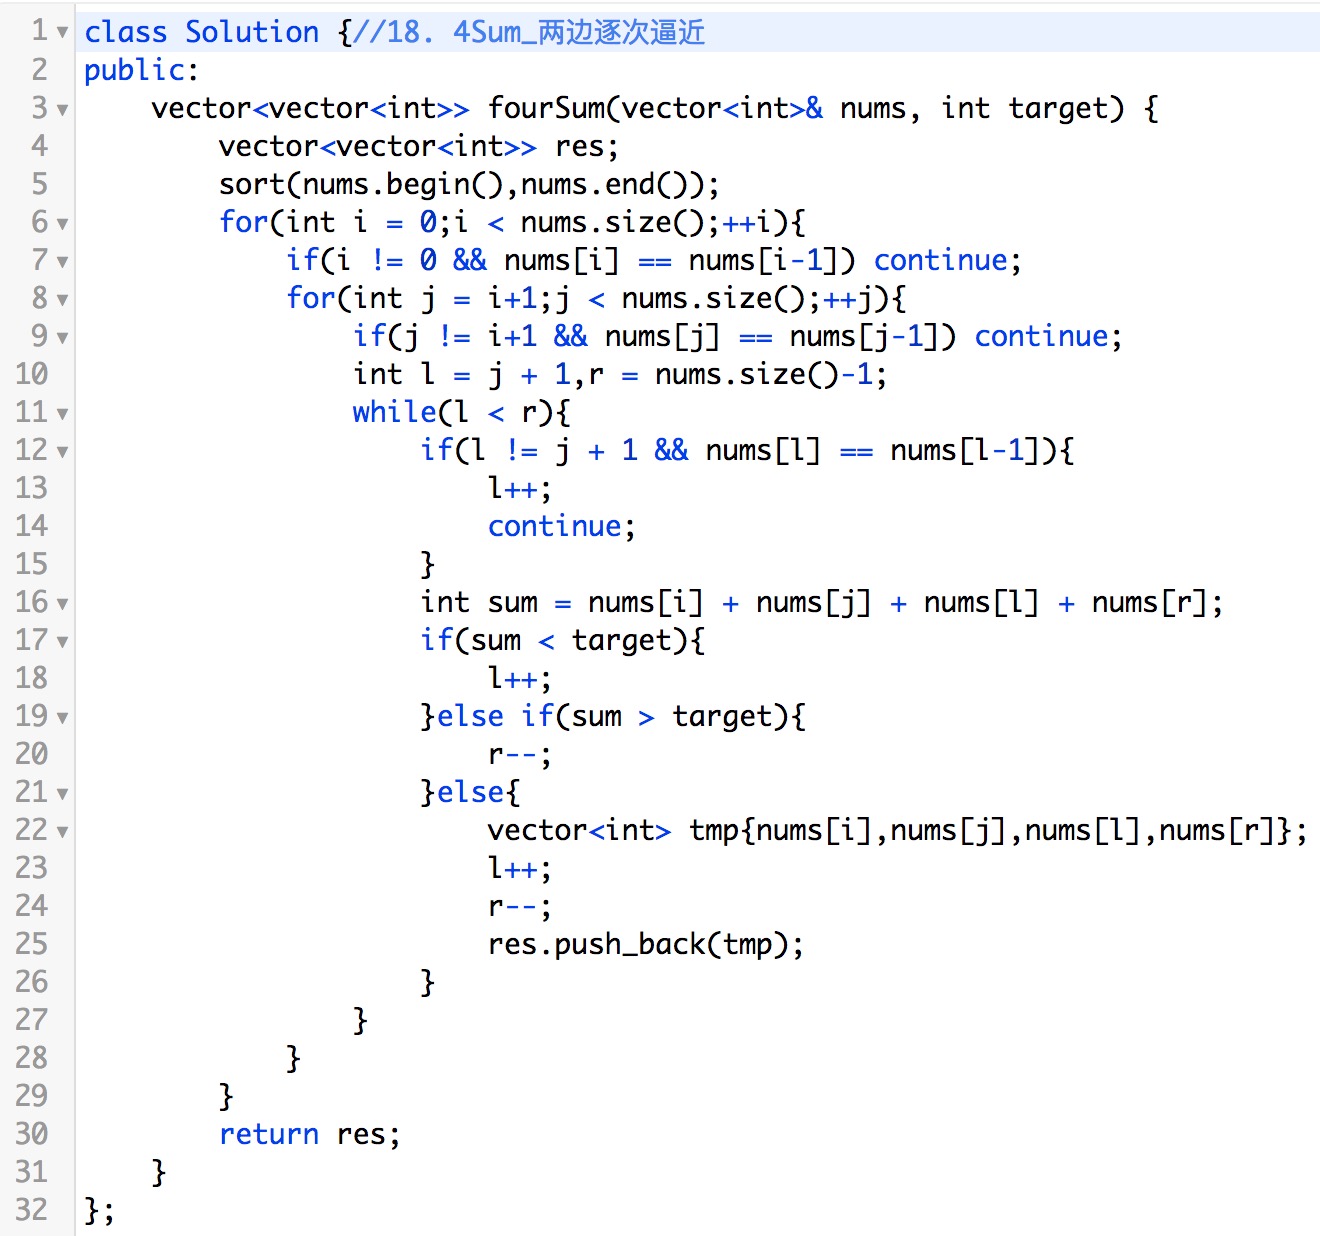 1 class Solution {//18. 4Sum_两边逐次逼近
2 public:
3     vector<vector<int>> fourSum(vector<int>& nums, int target) {
4         vector<vector<int>> res;
5         sort(nums.begin(),nums.end());
6         for(int i = 0;i < nums.size();++i){
7             if(i != 0 && nums[i] == nums[i-1]) continue;
8             for(int j = i+1;j < nums.size();++j){
9                 if(j != i+1 && nums[j] == nums[j-1]) continue;
10                 int l = j + 1,r = nums.size()-1;
11                 while(l < r){
12                     if(l != j + 1 && nums[l] == nums[l-1]){
13                         l++;
14                         continue;
15                     }
16                     int sum = nums[i] + nums[j] + nums[l] + nums[r];
17                     if(sum < target){
18                         l++;
19                     }else if(sum > target){
20                         r--;
21                     }else{
22                         vector<int> tmp{nums[i],nums[j],nums[l],nums[r]};
23                         l++;
24                         r--;
25                         res.push_back(tmp);
26                     }
27                 }
28             }
29         }
30         return res;
31     }
32 };